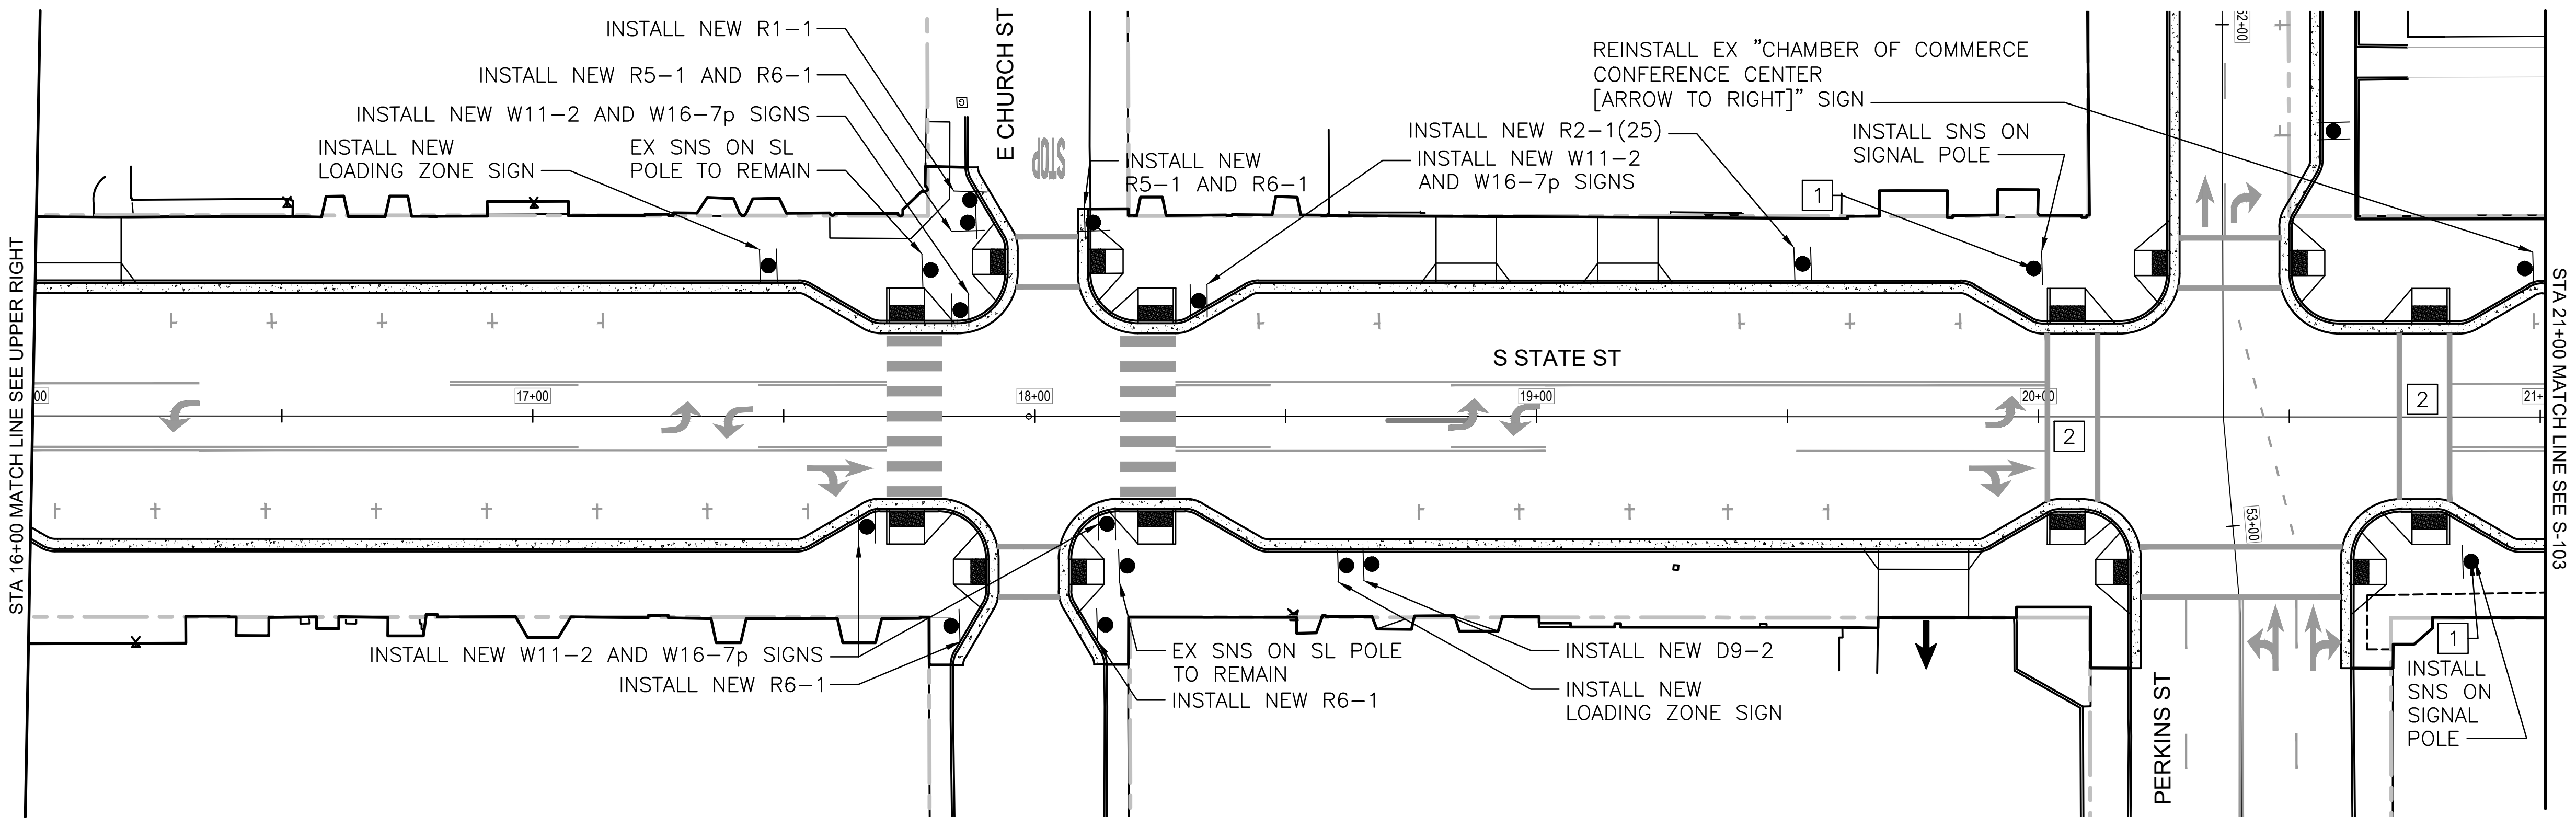 INSTALL NEW R1-1
INSTALL NEW R5-1 AND R6-1
INSTALL NEW W11-2 AND W16-7p SIGNS
INSTALL NEW
LOADING ZONE SIGN
EX SNS ON SL
POLE TO REMAIN
G
E CHURCH ST
STOP
INSTALL NEW
R5-1 AND R6-1
INSTALL NEW R2-1(25)
INSTALL NEW W11-2
AND W16-7p SIGNS
REINSTALL EX "CHAMBER OF COMMERCE
CONFERENCE CENTER
[ARROW TO RIGHT]" SIGN
INSTALL SNS ON
SIGNAL POLE
1
52+00
STA 16+00 MATCH LINE SEE UPPER RIGHT
S STATE ST
00
17+00
18+00
19+00
20+00
21+
2
2
53+00
STA 21+00 MATCH LINE SEE S-103
INSTALL NEW W11-2 AND W16-7p SIGNS
INSTALL NEW R6-1
EX SNS ON SL POLE
TO REMAIN
INSTALL NEW R6-1
INSTALL NEW D9-2
INSTALL NEW
LOADING ZONE SIGN
PERKINS ST
1
INSTALL
SNS ON
SIGNAL
POLE